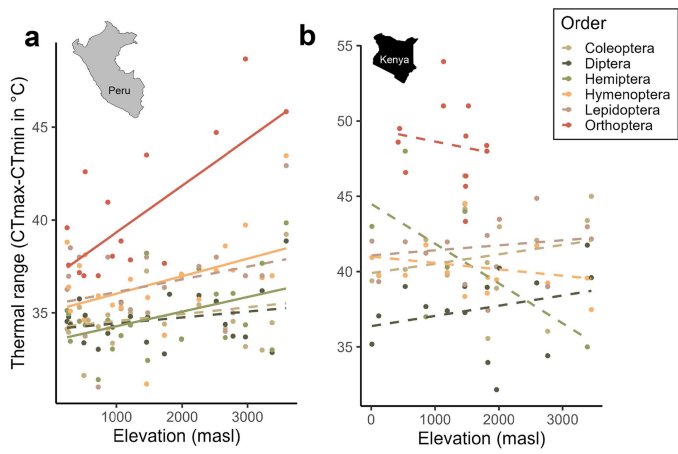 a
Peru
b
Kenya
Order
Coleoptera
Diptera
Hemiptera
Hymenoptera
Lepidoptera
Orthoptera
Thermal range (CTmax-CTmin in °C)
45
40
35
1000
2000
3000
Elevation (masl)
55
50
45
40
35
0
1000
2000
3000
Elevation (masl)